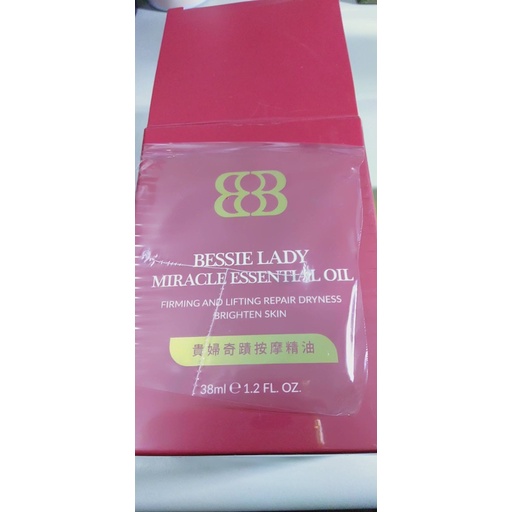 BESSIE LADY
MIRACLE ESSENTIAL OIL
FIRMING AND LIFTING REPAIR DRYNESS
BRIGHTEN SKIN
貴婦奇蹟按摩精油
38ml ℮ 1.2 FL. OZ.